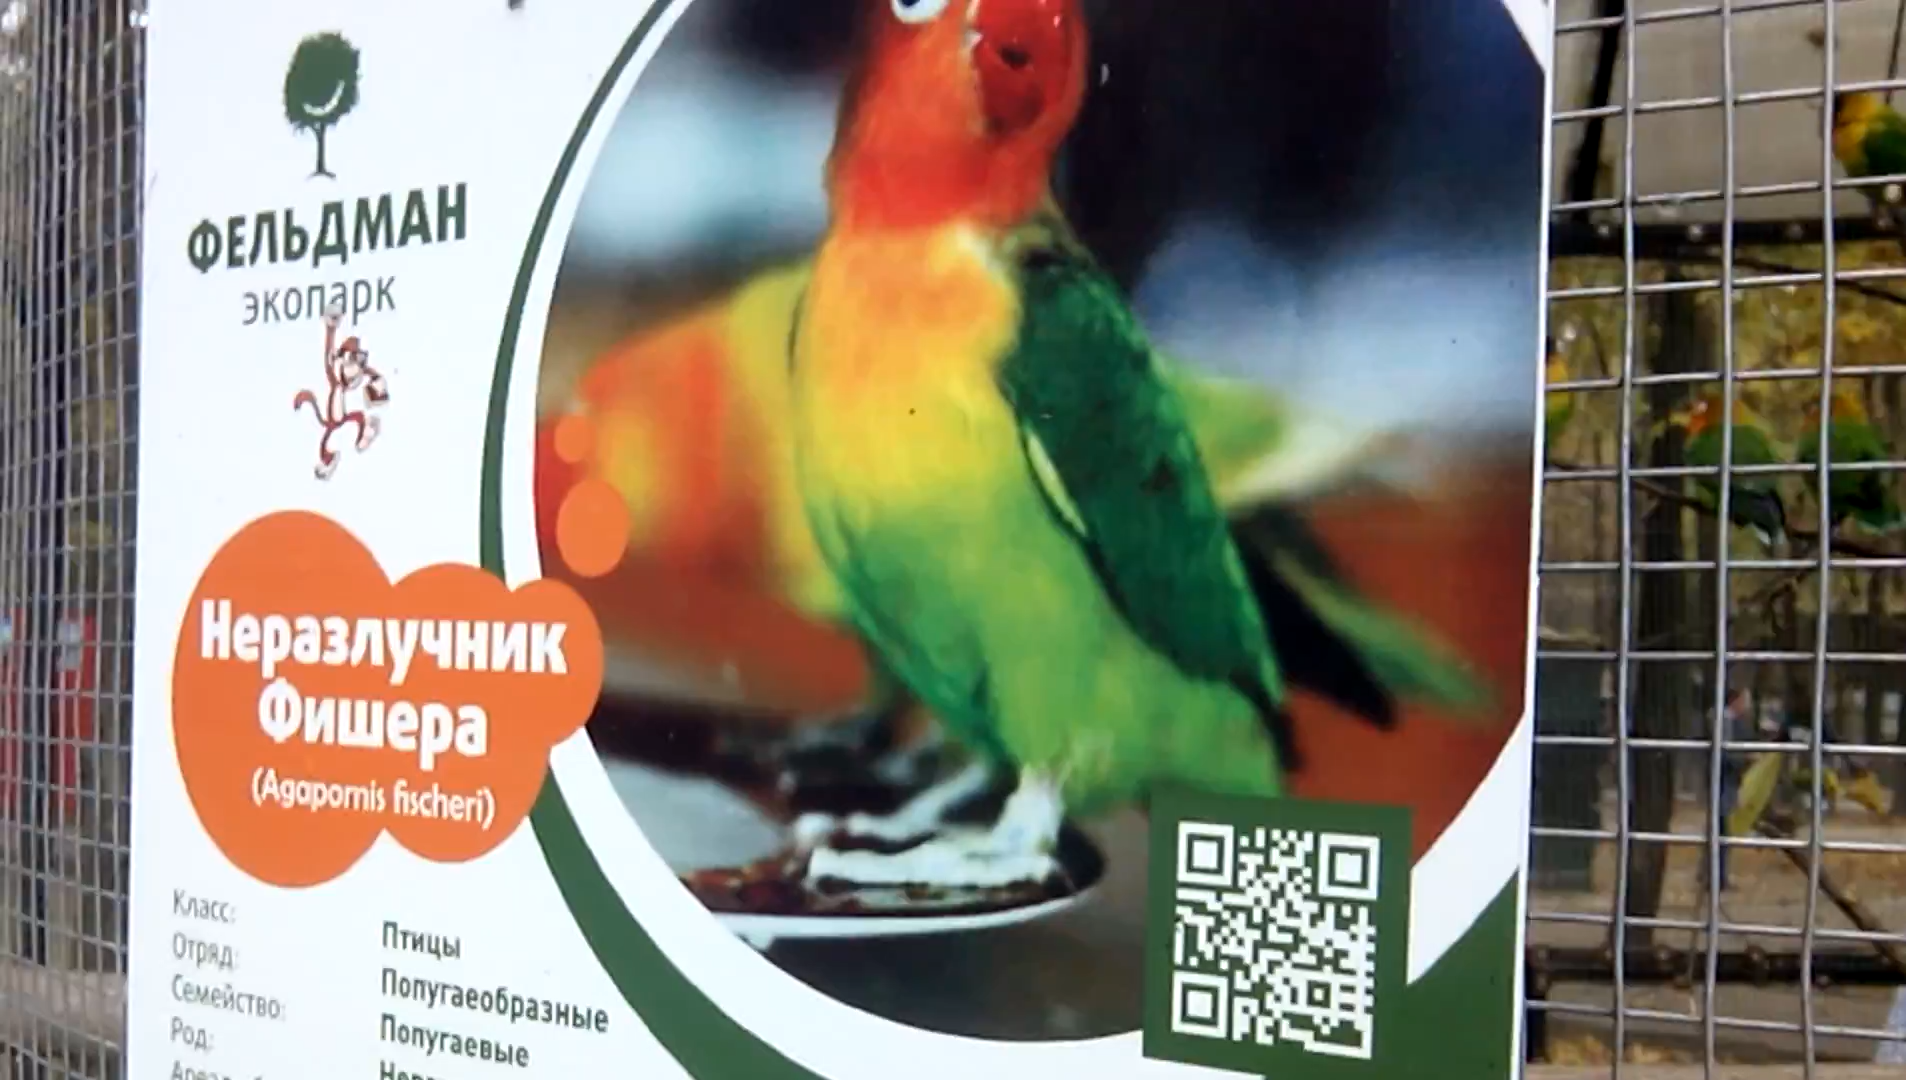 ФЕЛЬДМАН
экопарк
Неразлучник
Фишера
(Agapornis fischeri)
Класс: Птицы
Отряд: Попугаеобразные
Семейство: Попугаевые
Род: